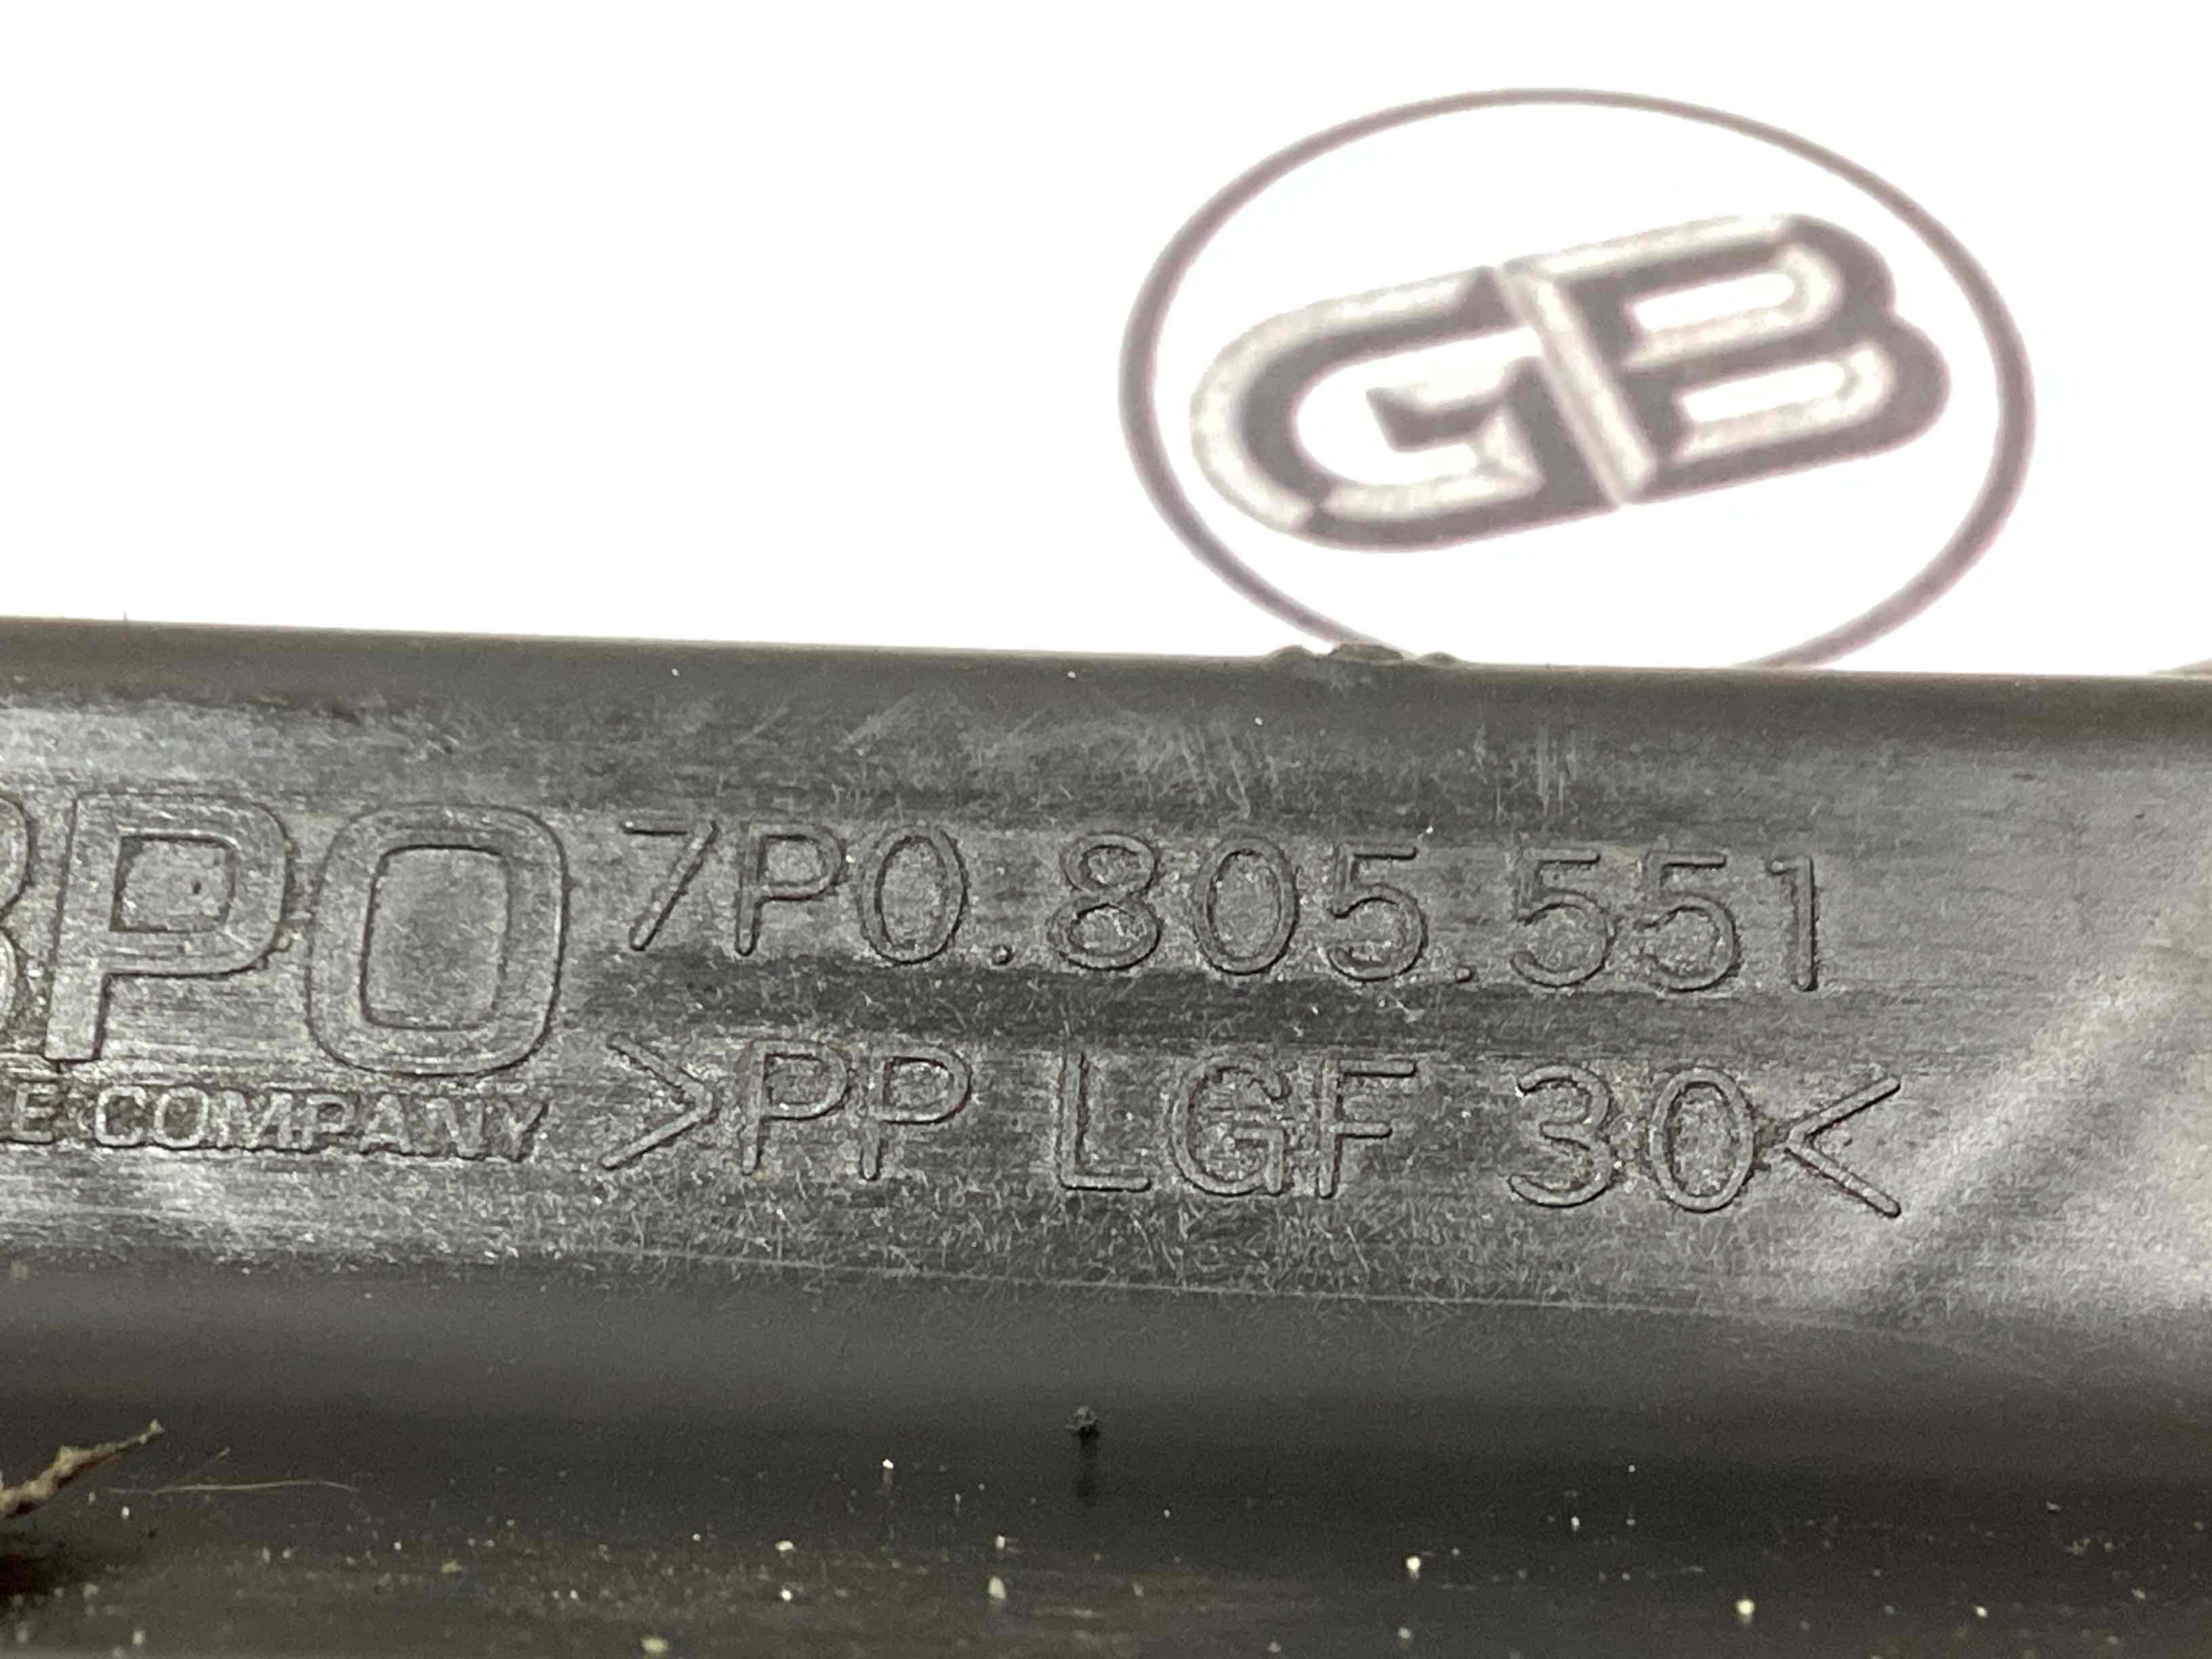 GB
BPO 7P0.805.551
E COMPANY >PP LGF 30<